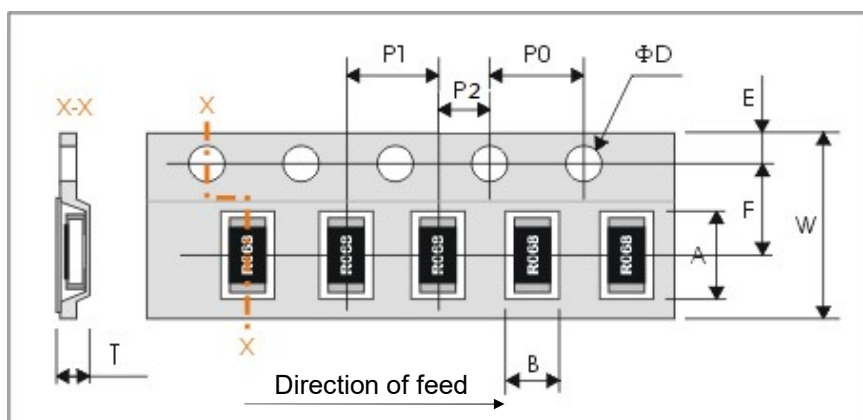 P1
P0
ΦD
P2
E
X-X
X
F
W
A
R068
R068
R068
R068
R068
X
T
B
Direction of feed